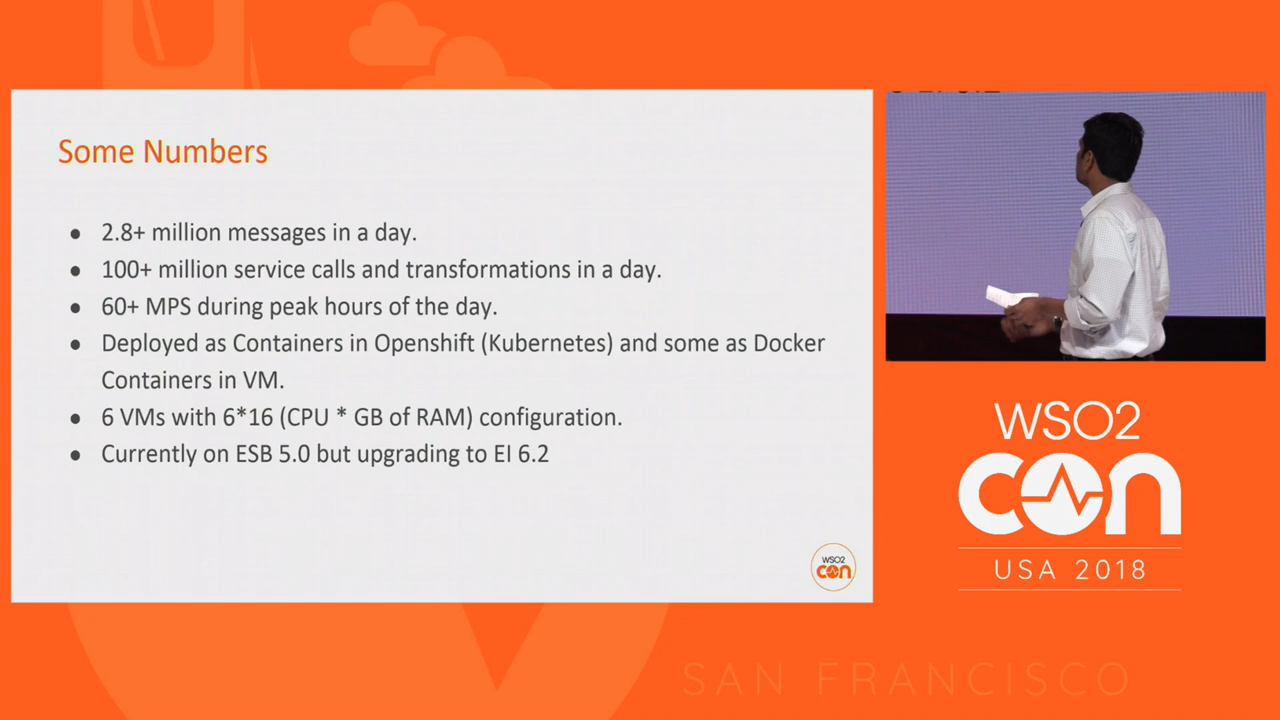 Some Numbers
● 2.8+ million messages in a day.
● 100+ million service calls and transformations in a day.
● 60+ MPS during peak hours of the day.
● Deployed as Containers in Openshift (Kubernetes) and some as Docker
Containers in VM.
● 6 VMs with 6*16 (CPU * GB of RAM) configuration.
● Currently on ESB 5.0 but upgrading to EI 6.2
WSO2
con
WSO2
con
USA 2018
SAN FRANCISCO